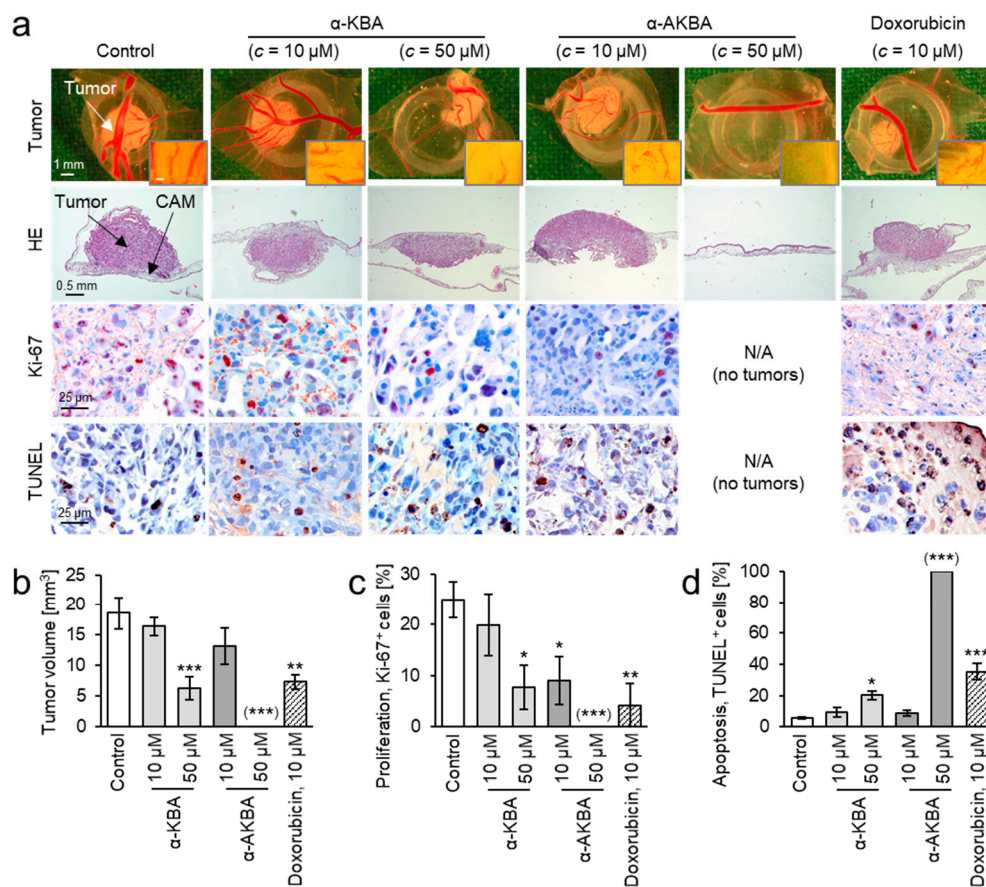 a
α-KBA
α-AKBA
Doxorubicin
Control
(c = 10 µM)
(c = 50 µM)
(c = 10 µM)
(c = 50 µM)
(c = 10 µM)
Tumor
Tumor
1 mm
HE
Tumor
CAM
0.5 mm
Ki-67
25 µm
N/A
(no tumors)
TUNEL
25 µm
N/A
(no tumors)
b
Tumor volume [mm³]
25
20
15
10
5
0
***
(***)
**
Control
10 µM
50 µM
10 µM
50 µM
Doxorubicin, 10 µM
α-KBA
α-AKBA
c
Proliferation, Ki-67⁺ cells [%]
30
20
10
0
*
*
(***)
**
Control
10 µM
50 µM
10 µM
50 µM
Doxorubicin, 10 µM
α-KBA
α-AKBA
d
Apoptosis, TUNEL⁺ cells [%]
100
80
60
40
20
0
*
(***)
***
Control
10 µM
50 µM
10 µM
50 µM
Doxorubicin, 10 µM
α-KBA
α-AKBA